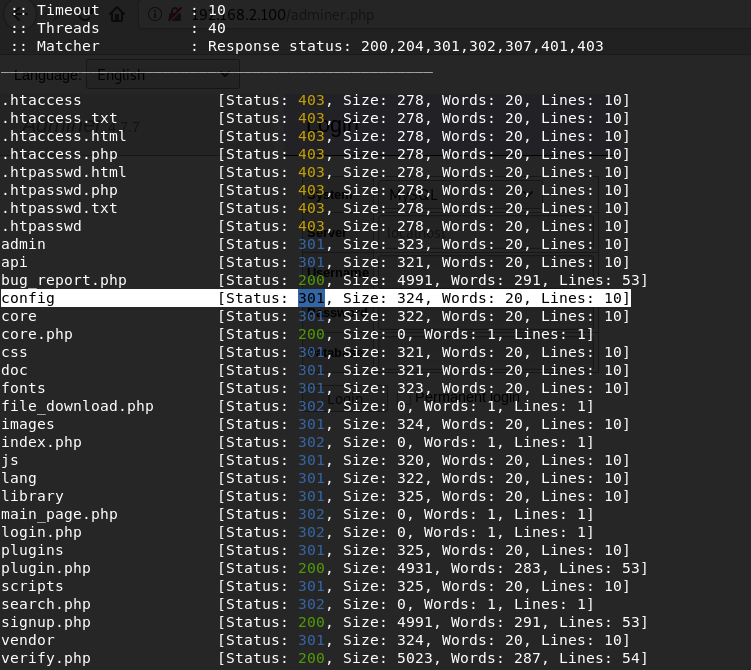 :: Timeout : 10
:: Threads : 40
:: Matcher : Response status: 200,204,301,302,307,401,403
192.168.2.100/adminer.php
Language: English
.htaccess [Status: 403, Size: 278, Words: 20, Lines: 10]
.htaccess.txt [Status: 403, Size: 278, Words: 20, Lines: 10]
.htaccess.html [Status: 403, Size: 278, Words: 20, Lines: 10]
.htaccess.php [Status: 403, Size: 278, Words: 20, Lines: 10]
.htpasswd.html [Status: 403, Size: 278, Words: 20, Lines: 10]
.htpasswd.php [Status: 403, Size: 278, Words: 20, Lines: 10]
.htpasswd.txt [Status: 403, Size: 278, Words: 20, Lines: 10]
.htpasswd [Status: 403, Size: 278, Words: 20, Lines: 10]
admin [Status: 301, Size: 323, Words: 20, Lines: 10]
api [Status: 301, Size: 321, Words: 20, Lines: 10]
bug_report.php [Status: 200, Size: 4991, Words: 291, Lines: 53]
config [Status: 301, Size: 324, Words: 20, Lines: 10]
core [Status: 301, Size: 322, Words: 20, Lines: 10]
core.php [Status: 200, Size: 0, Words: 1, Lines: 1]
css [Status: 301, Size: 321, Words: 20, Lines: 10]
doc [Status: 301, Size: 321, Words: 20, Lines: 10]
fonts [Status: 301, Size: 323, Words: 20, Lines: 10]
file_download.php [Status: 302, Size: 0, Words: 1, Lines: 1]
Login
Permanent login
images [Status: 301, Size: 324, Words: 20, Lines: 10]
index.php [Status: 302, Size: 0, Words: 1, Lines: 1]
js [Status: 301, Size: 320, Words: 20, Lines: 10]
lang [Status: 301, Size: 322, Words: 20, Lines: 10]
library [Status: 301, Size: 325, Words: 20, Lines: 10]
main_page.php [Status: 302, Size: 0, Words: 1, Lines: 1]
login.php [Status: 302, Size: 0, Words: 1, Lines: 1]
plugins [Status: 301, Size: 325, Words: 20, Lines: 10]
plugin.php [Status: 200, Size: 4931, Words: 283, Lines: 53]
scripts [Status: 301, Size: 325, Words: 20, Lines: 10]
search.php [Status: 302, Size: 0, Words: 1, Lines: 1]
signup.php [Status: 200, Size: 4991, Words: 291, Lines: 53]
vendor [Status: 301, Size: 324, Words: 20, Lines: 10]
verify.php [Status: 200, Size: 5023, Words: 287, Lines: 54]